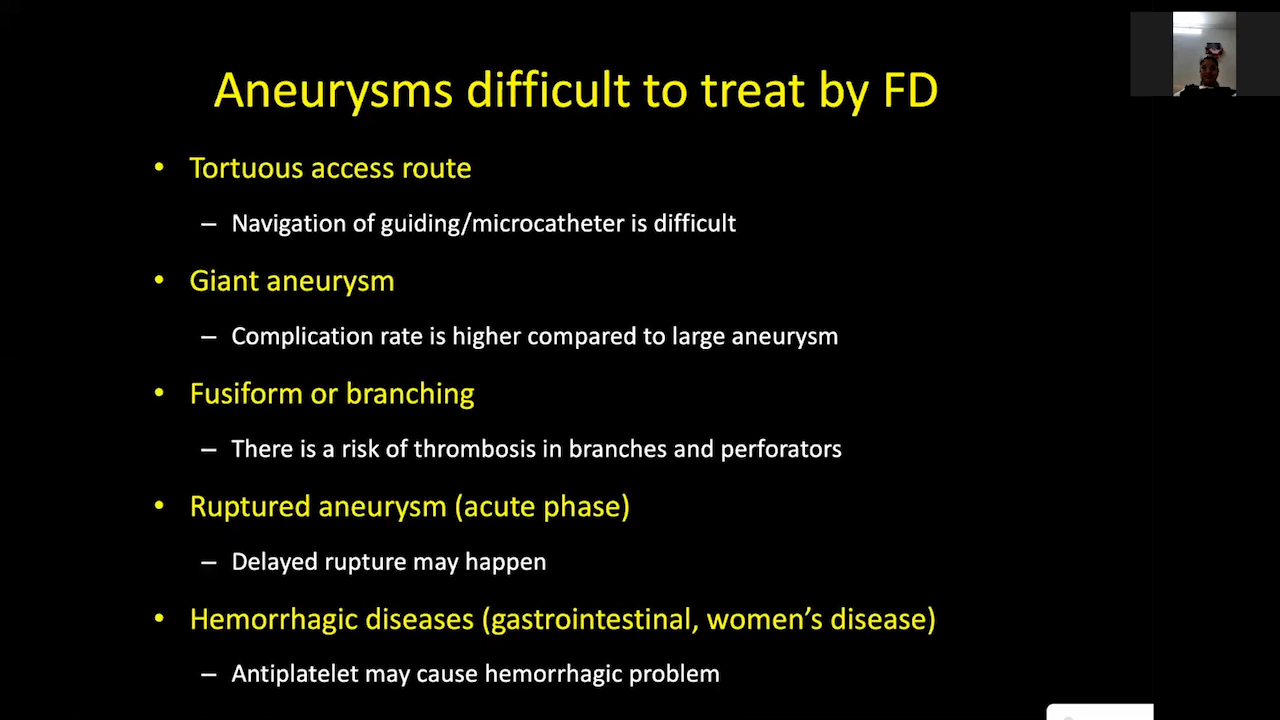 Aneurysms difficult to treat by FD
• Tortuous access route
– Navigation of guiding/microcatheter is difficult
• Giant aneurysm
– Complication rate is higher compared to large aneurysm
• Fusiform or branching
– There is a risk of thrombosis in branches and perforators
• Ruptured aneurysm (acute phase)
– Delayed rupture may happen
• Hemorrhagic diseases (gastrointestinal, women’s disease)
– Antiplatelet may cause hemorrhagic problem